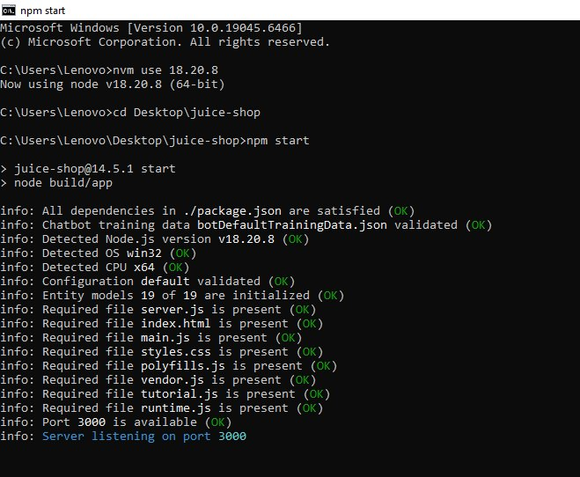 npm start
Microsoft Windows [Version 10.0.19045.6466]
(c) Microsoft Corporation. All rights reserved.
C:\Users\Lenovo>nvm use 18.20.8
Now using node v18.20.8 (64-bit)
C:\Users\Lenovo>cd Desktop\juice-shop
C:\Users\Lenovo\Desktop\juice-shop>npm start
> juice-shop@14.5.1 start
> node build/app
info: All dependencies in ./package.json are satisfied (OK)
info: Chatbot training data botDefaultTrainingData.json validated (OK)
info: Detected Node.js version v18.20.8 (OK)
info: Detected OS win32 (OK)
info: Detected CPU x64 (OK)
info: Configuration default validated (OK)
info: Entity models 19 of 19 are initialized (OK)
info: Required file server.js is present (OK)
info: Required file index.html is present (OK)
info: Required file main.js is present (OK)
info: Required file styles.css is present (OK)
info: Required file polyfills.js is present (OK)
info: Required file vendor.js is present (OK)
info: Required file tutorial.js is present (OK)
info: Required file runtime.js is present (OK)
info: Port 3000 is available (OK)
info: Server listening on port 3000